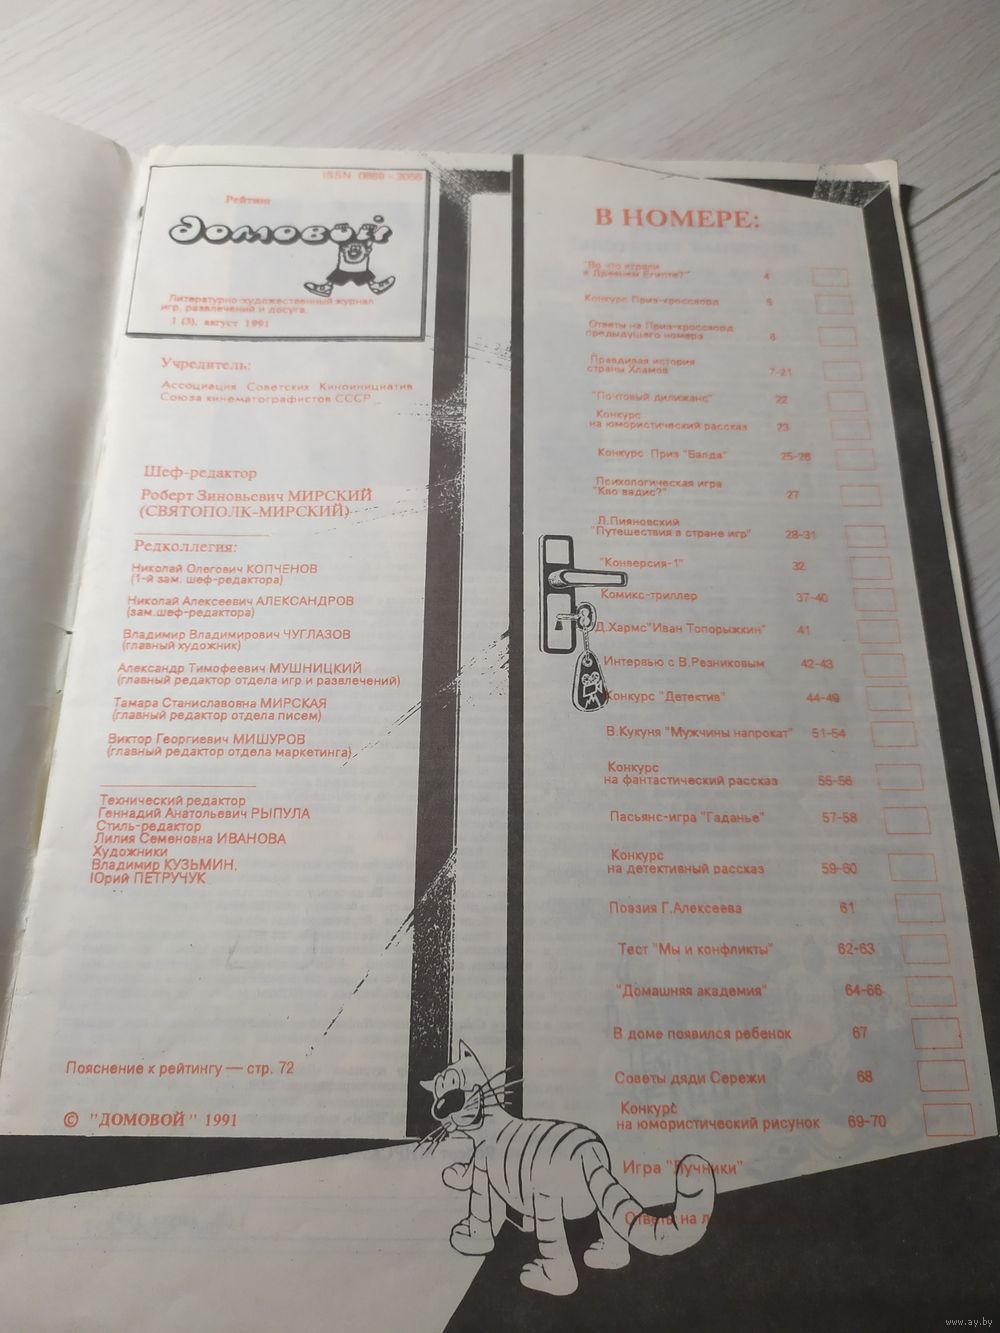 ISSN 0869-3056
Рейтинг
домовой
Литературно-художественный журнал
игр, развлечений и досуга.
1 (3), август 1991
Учредитель:
Ассоциация Советских Киноинициатив
Союза кинематографистов СССР
Шеф-редактор
Роберт Зиновьевич МИРСКИЙ
(СВЯТОПОЛК-МИРСКИЙ)
Редколлегия:
Николай Олегович КОПЧЕНОВ
(1-й зам. шеф-редактора)
Николай Алексеевич АЛЕКСАНДРОВ
(зам.шеф-редактора)
Владимир Владимирович ЧУГЛАЗОВ
(главный художник)
Александр Тимофеевич МУШНИЦКИЙ
(главный редактор отдела игр и развлечений)
Тамара Станиславовна МИРСКАЯ
(главный редактор отдела писем)
Виктор Георгиевич МИШУРОВ
(главный редактор отдела маркетинга)
Технический редактор
Геннадий Анатольевич РЫПУЛА
Стиль-редактор
Лилия Семеновна ИВАНОВА
Художники
Владимир КУЗЬМИН,
Юрий ПЕТРУЧУК
Пояснение к рейтингу — стр. 72
© "ДОМОВОЙ" 1991
В НОМЕРЕ:
"Во что играли
в Древнем Египте?" 4
Конкурс Приз-кроссворд 5
Ответы на Приз-кроссворд
предыдущего номера 6
Правдивая история
страны Хламов 7-21
"Почтовый дилижанс" 22
Конкурс
на юмористический рассказ 23
Конкурс Приз "Балда" 25-26
Психологическая игра
"Кво вадис?" 27
Л.Пияновский
"Путешествия в стране игр" 28-31
"Конверсия-1" 32
Комикс-триллер 37-40
Д.Хармс"Иван Топорыжкин" 41
Интервью с В.Резниковым 42-43
Конкурс "Детектив" 44-49
В.Кукуня "Мужчины напрокат" 51-54
Конкурс
на фантастический рассказ 55-56
Пасьянс-игра "Гаданье" 57-58
Конкурс
на детективный рассказ 59-60
Поэзия Г.Алексеева 61
Тест "Мы и конфликты" 62-63
"Домашняя академия" 64-66
В доме появился ребенок 67
Советы дяди Сережи 68
Конкурс
на юмористический рисунок 69-70
Игра "Лучники"
Ответы на
www.ay.by